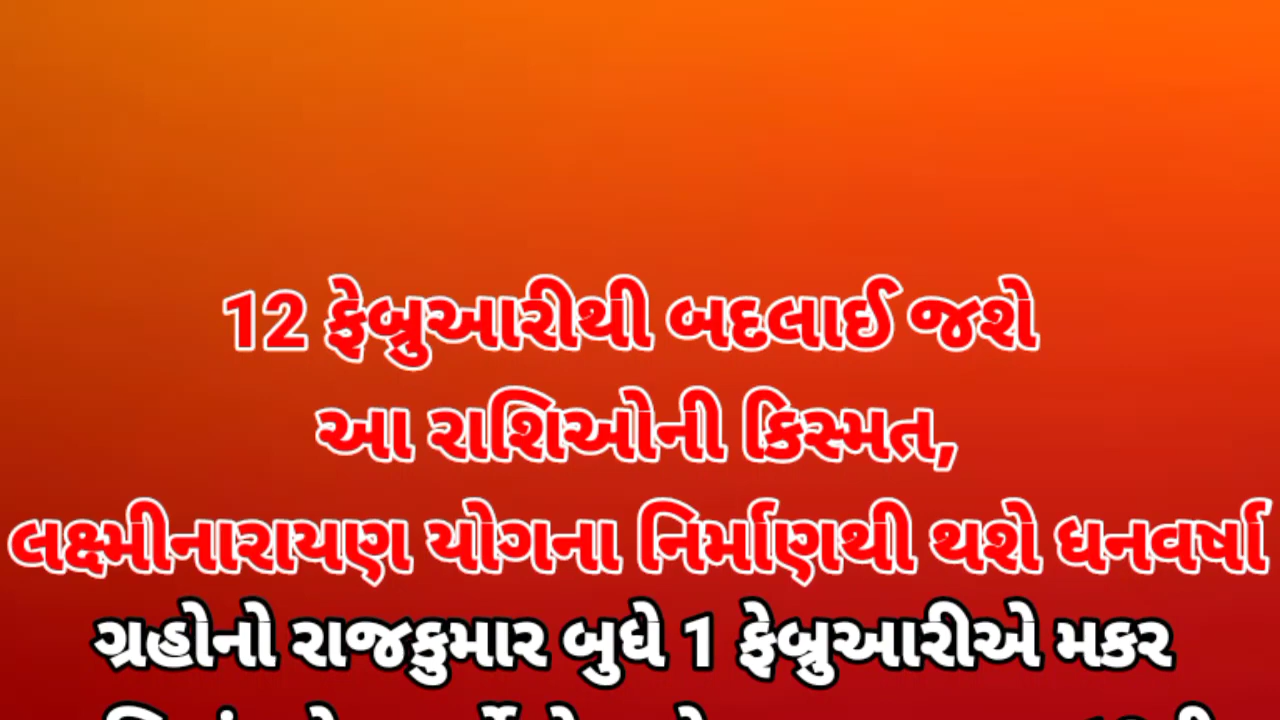 12 ફેબ્રુઆરીથી બદલાઈ જશે
આ રાશિઓની કિસ્મત,
લક્ષ્મીનારાયણ યોગના નિર્માણથી થશે ધનવર્ષા
ગ્રહોનો રાજકુમાર બુધે 1 ફેબ્રુઆરીએ મકર